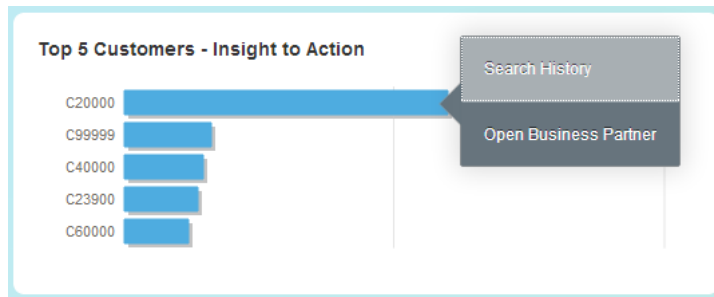 Top 5 Customers - Insight to Action
Search History
Open Business Partner
C20000
C99999
C40000
C23900
C60000